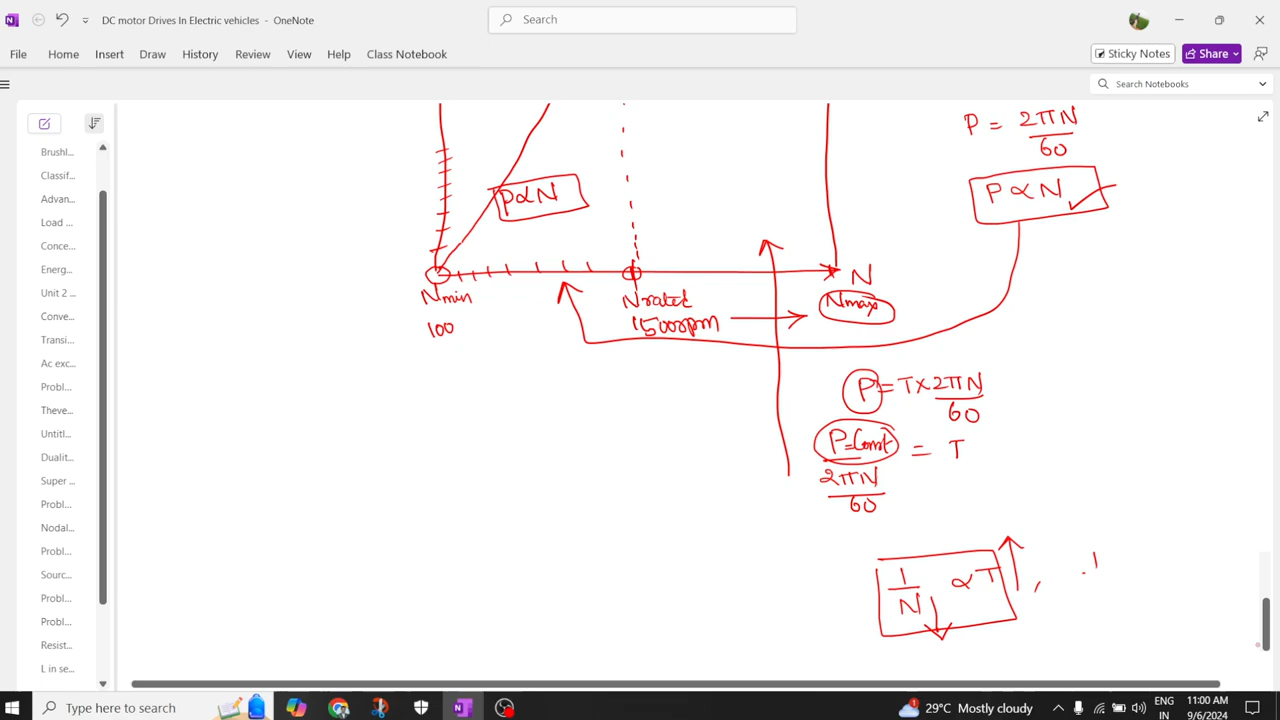 DC motor Drives In Electric vehicles - OneNote
Search
File Home Insert Draw History Review View Help Class Notebook
Sticky Notes
Share
Search Notebooks
Brushl...
Classif...
Advan...
Load ...
Conce...
Energ...
Unit 2 ...
Conve...
Transi...
Ac exc...
Probl...
Theve...
Untitl...
Dualit...
Super ...
Probl...
Nodal...
Probl...
Sourc...
Probl...
Probl...
Resist...
L in se...
P = 2πN
60
P ∝ N
P∝N
N
Nmin
Nrated
Nmax
100
1500rpm
P = T × 2πN
60
P=Const = T
2πN
60
1 ∝ T ,
N
Type here to search
29°C Mostly cloudy
ENG
IN
11:00 AM
9/6/2024